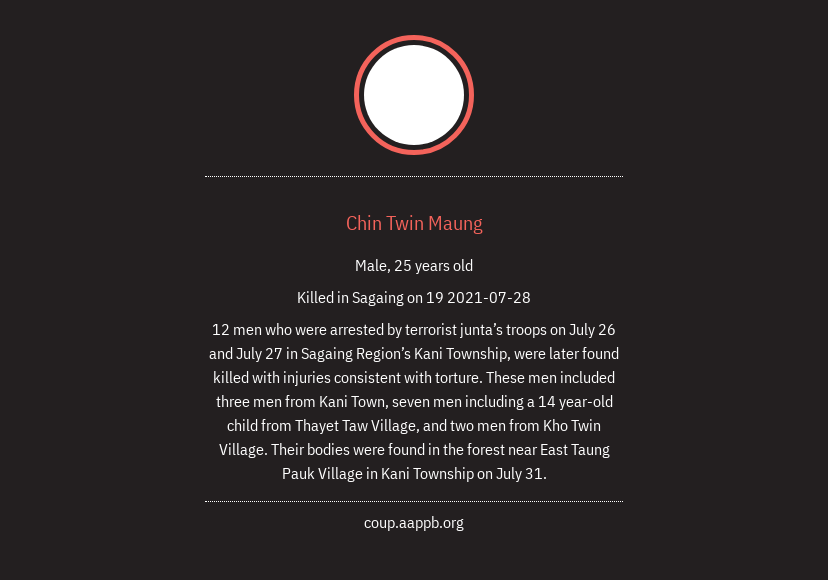 Chin Twin Maung
Male, 25 years old
Killed in Sagaing on 19 2021-07-28
12 men who were arrested by terrorist junta’s troops on July 26
and July 27 in Sagaing Region’s Kani Township, were later found
killed with injuries consistent with torture. These men included
three men from Kani Town, seven men including a 14 year-old
child from Thayet Taw Village, and two men from Kho Twin
Village. Their bodies were found in the forest near East Taung
Pauk Village in Kani Township on July 31.
coup.aappb.org